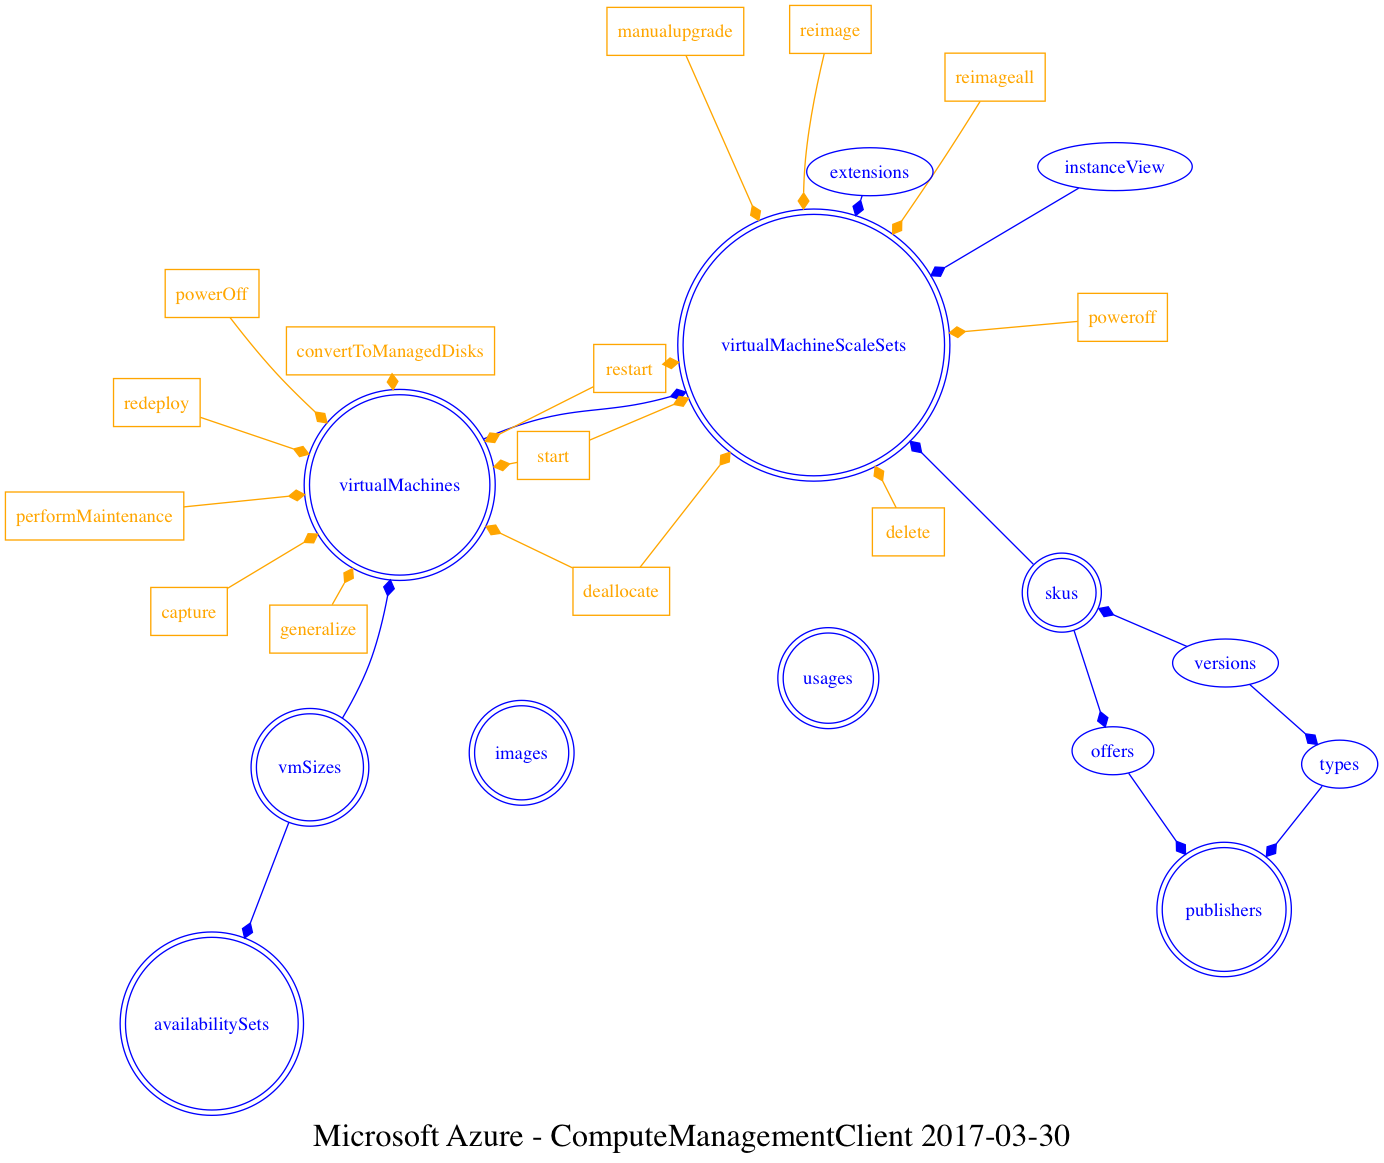 manualupgrade
reimage
reimageall
extensions
instanceView
powerOff
poweroff
convertToManagedDisks
virtualMachineScaleSets
restart
redeploy
start
virtualMachines
performMaintenance
delete
deallocate
skus
capture
generalize
versions
usages
offers
images
vmSizes
types
publishers
availabilitySets
Microsoft Azure - ComputeManagementClient 2017-03-30